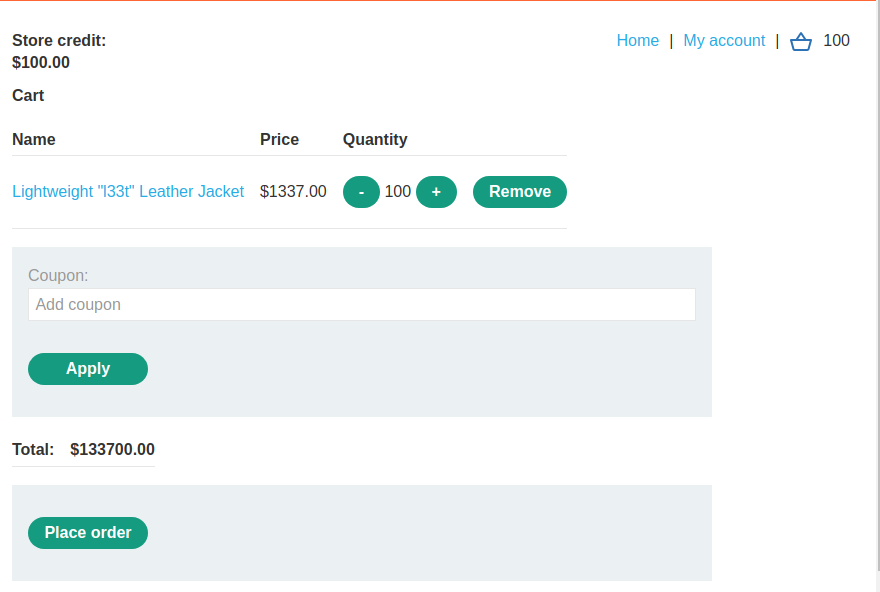 Store credit:
$100.00
Home | My account | 100
Cart
Name Price Quantity
Lightweight "l33t" Leather Jacket $1337.00 - 100 + Remove
Coupon:
Add coupon
Apply
Total: $133700.00
Place order